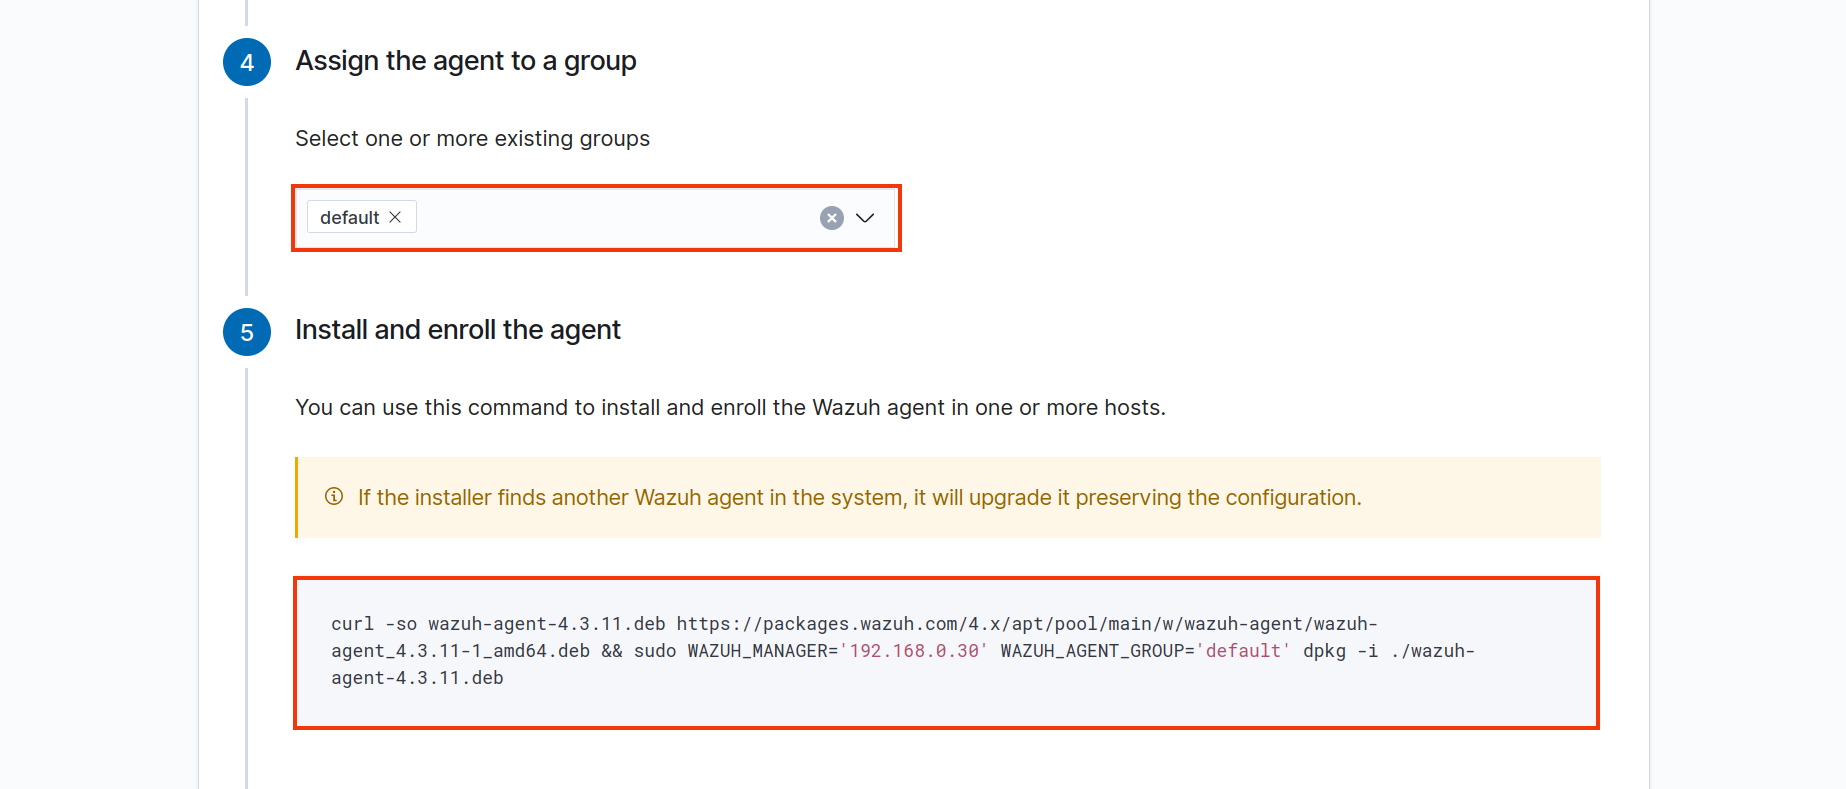 4
Assign the agent to a group
Select one or more existing groups
default
5
Install and enroll the agent
You can use this command to install and enroll the Wazuh agent in one or more hosts.
If the installer finds another Wazuh agent in the system, it will upgrade it preserving the configuration.
curl -so wazuh-agent-4.3.11.deb https://packages.wazuh.com/4.x/apt/pool/main/w/wazuh-agent/wazuh-
agent_4.3.11-1_amd64.deb && sudo WAZUH_MANAGER='192.168.0.30' WAZUH_AGENT_GROUP='default' dpkg -i ./wazuh-
agent-4.3.11.deb